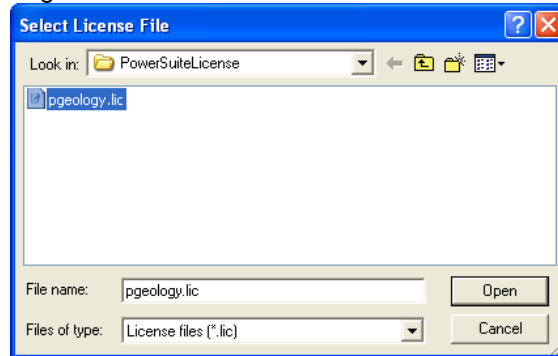 Select License File
Look in: PowerSuiteLicense
pgeology.lic
File name: pgeology.lic Open
Files of type: License files (*.lic) Cancel